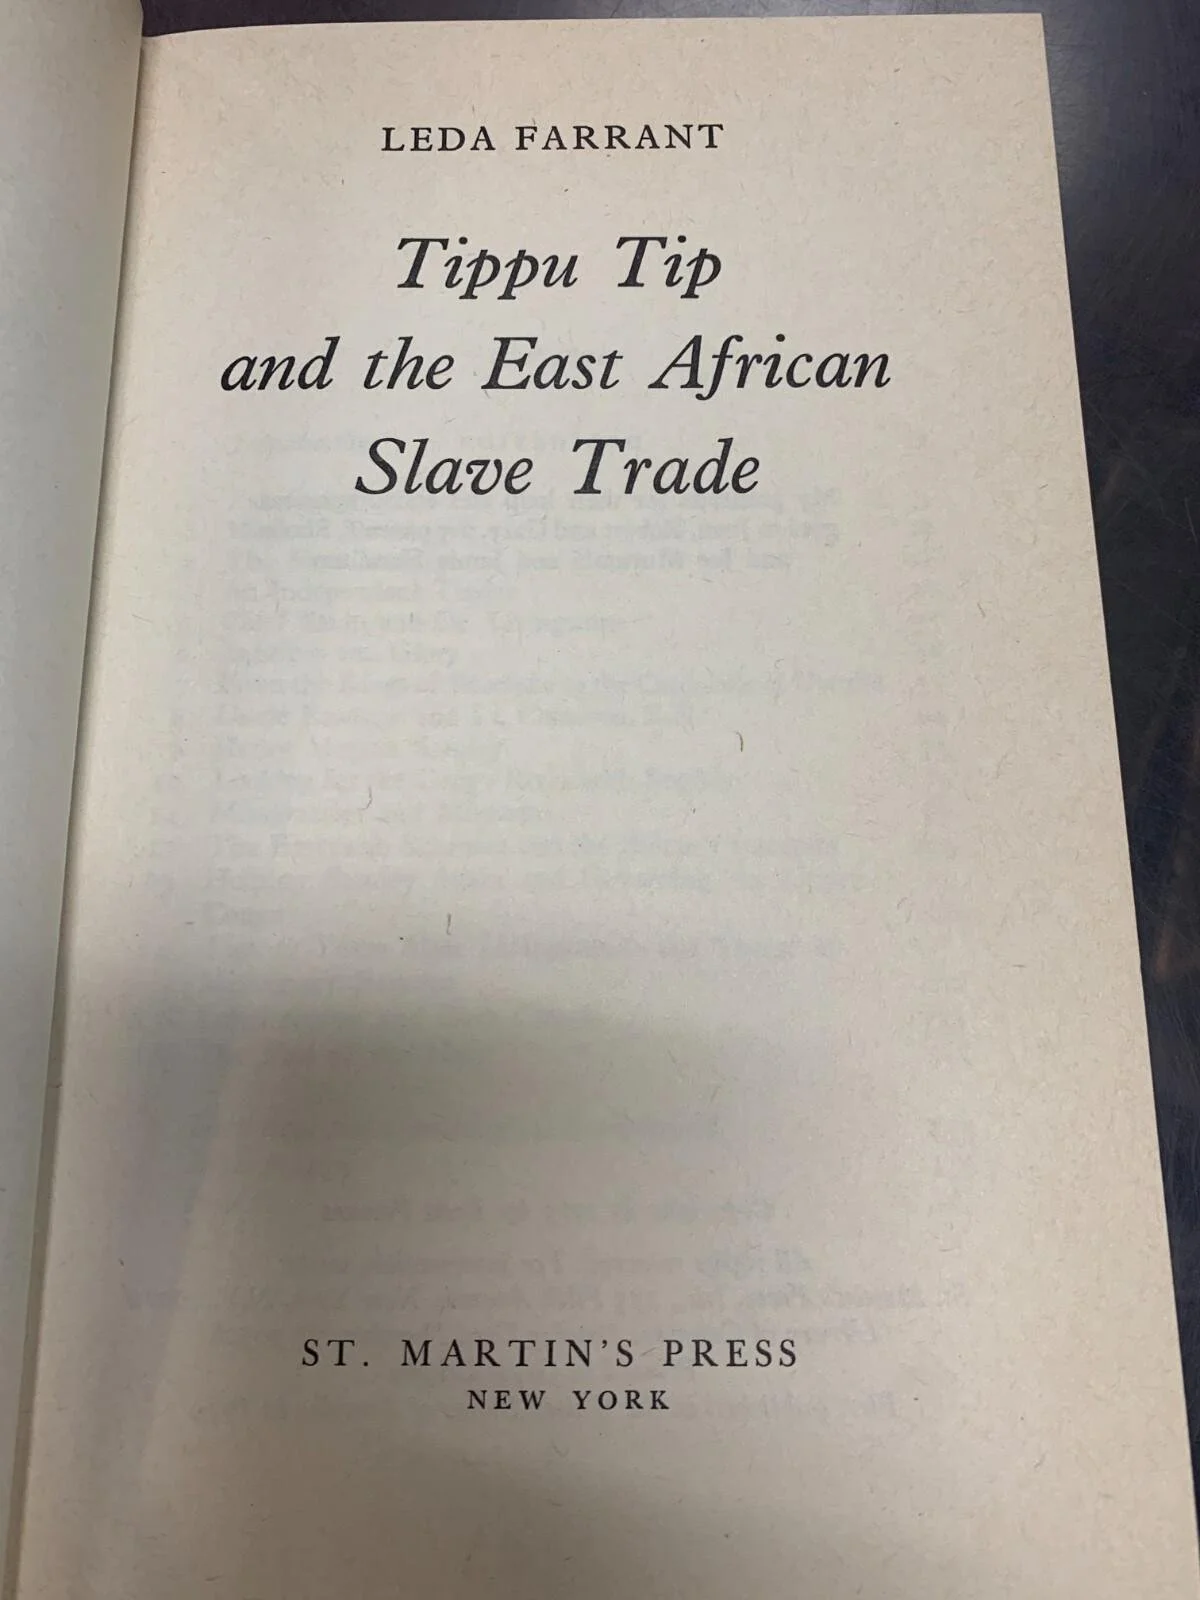 LEDA FARRANT
Tippu Tip
and the East African
Slave Trade
ST. MARTIN'S PRESS
NEW YORK